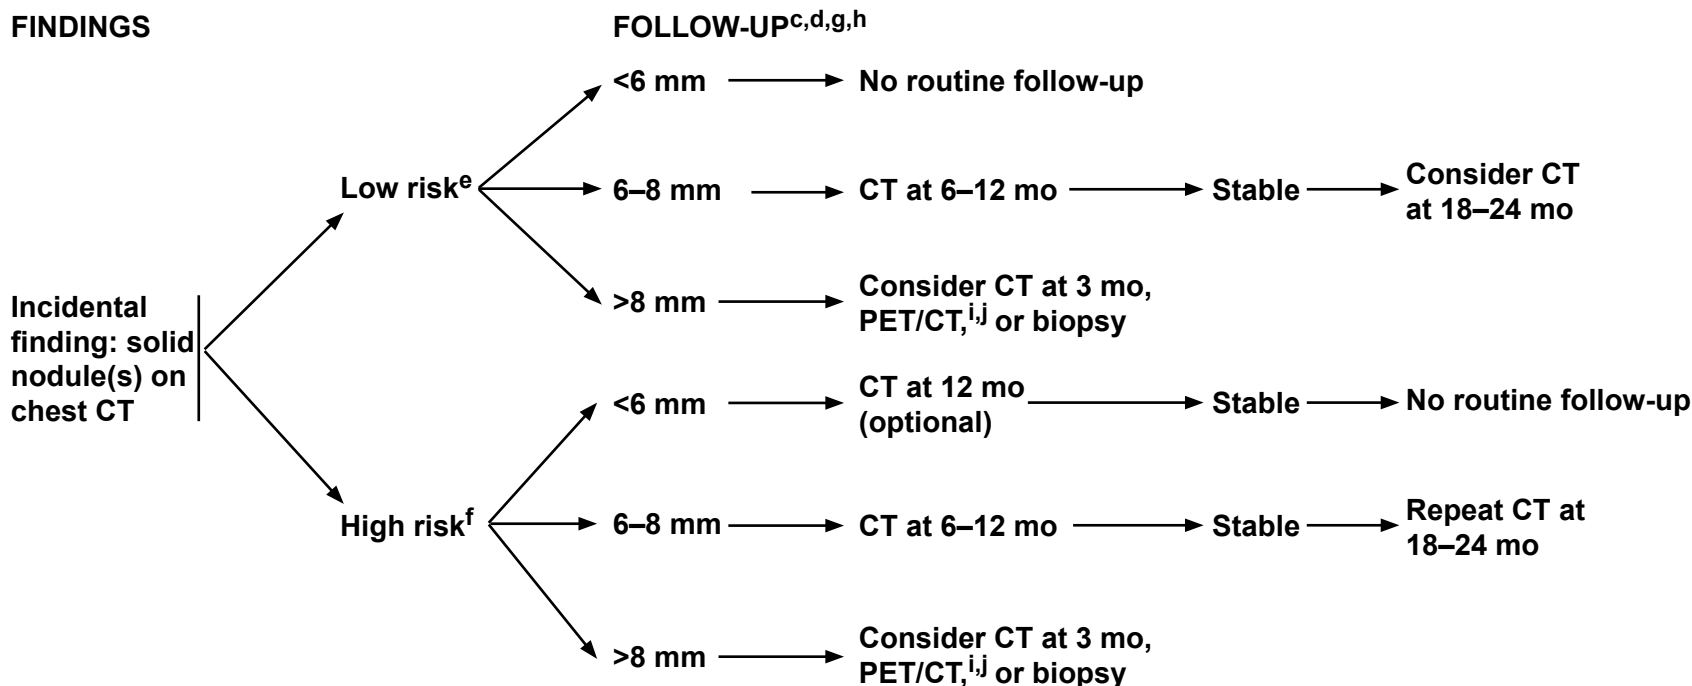 FINDINGS
FOLLOW-UPc,d,g,h
<6 mm
No routine follow-up
Low riske
6–8 mm
CT at 6–12 mo
Stable
Consider CT
at 18–24 mo
>8 mm
Consider CT at 3 mo,
PET/CT,i,j or biopsy
Incidental
finding: solid
nodule(s) on
chest CT
<6 mm
CT at 12 mo
(optional)
Stable
No routine follow-up
High riskf
6–8 mm
CT at 6–12 mo
Stable
Repeat CT at
18–24 mo
>8 mm
Consider CT at 3 mo,
PET/CT,i,j or biopsy